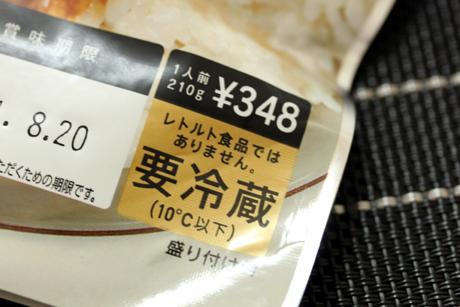 賞味期限
. 8.20
ただくための期限です。
1人前
210g
¥348
レトルト食品では
ありません。
要冷蔵
(10℃以下)
盛り付け